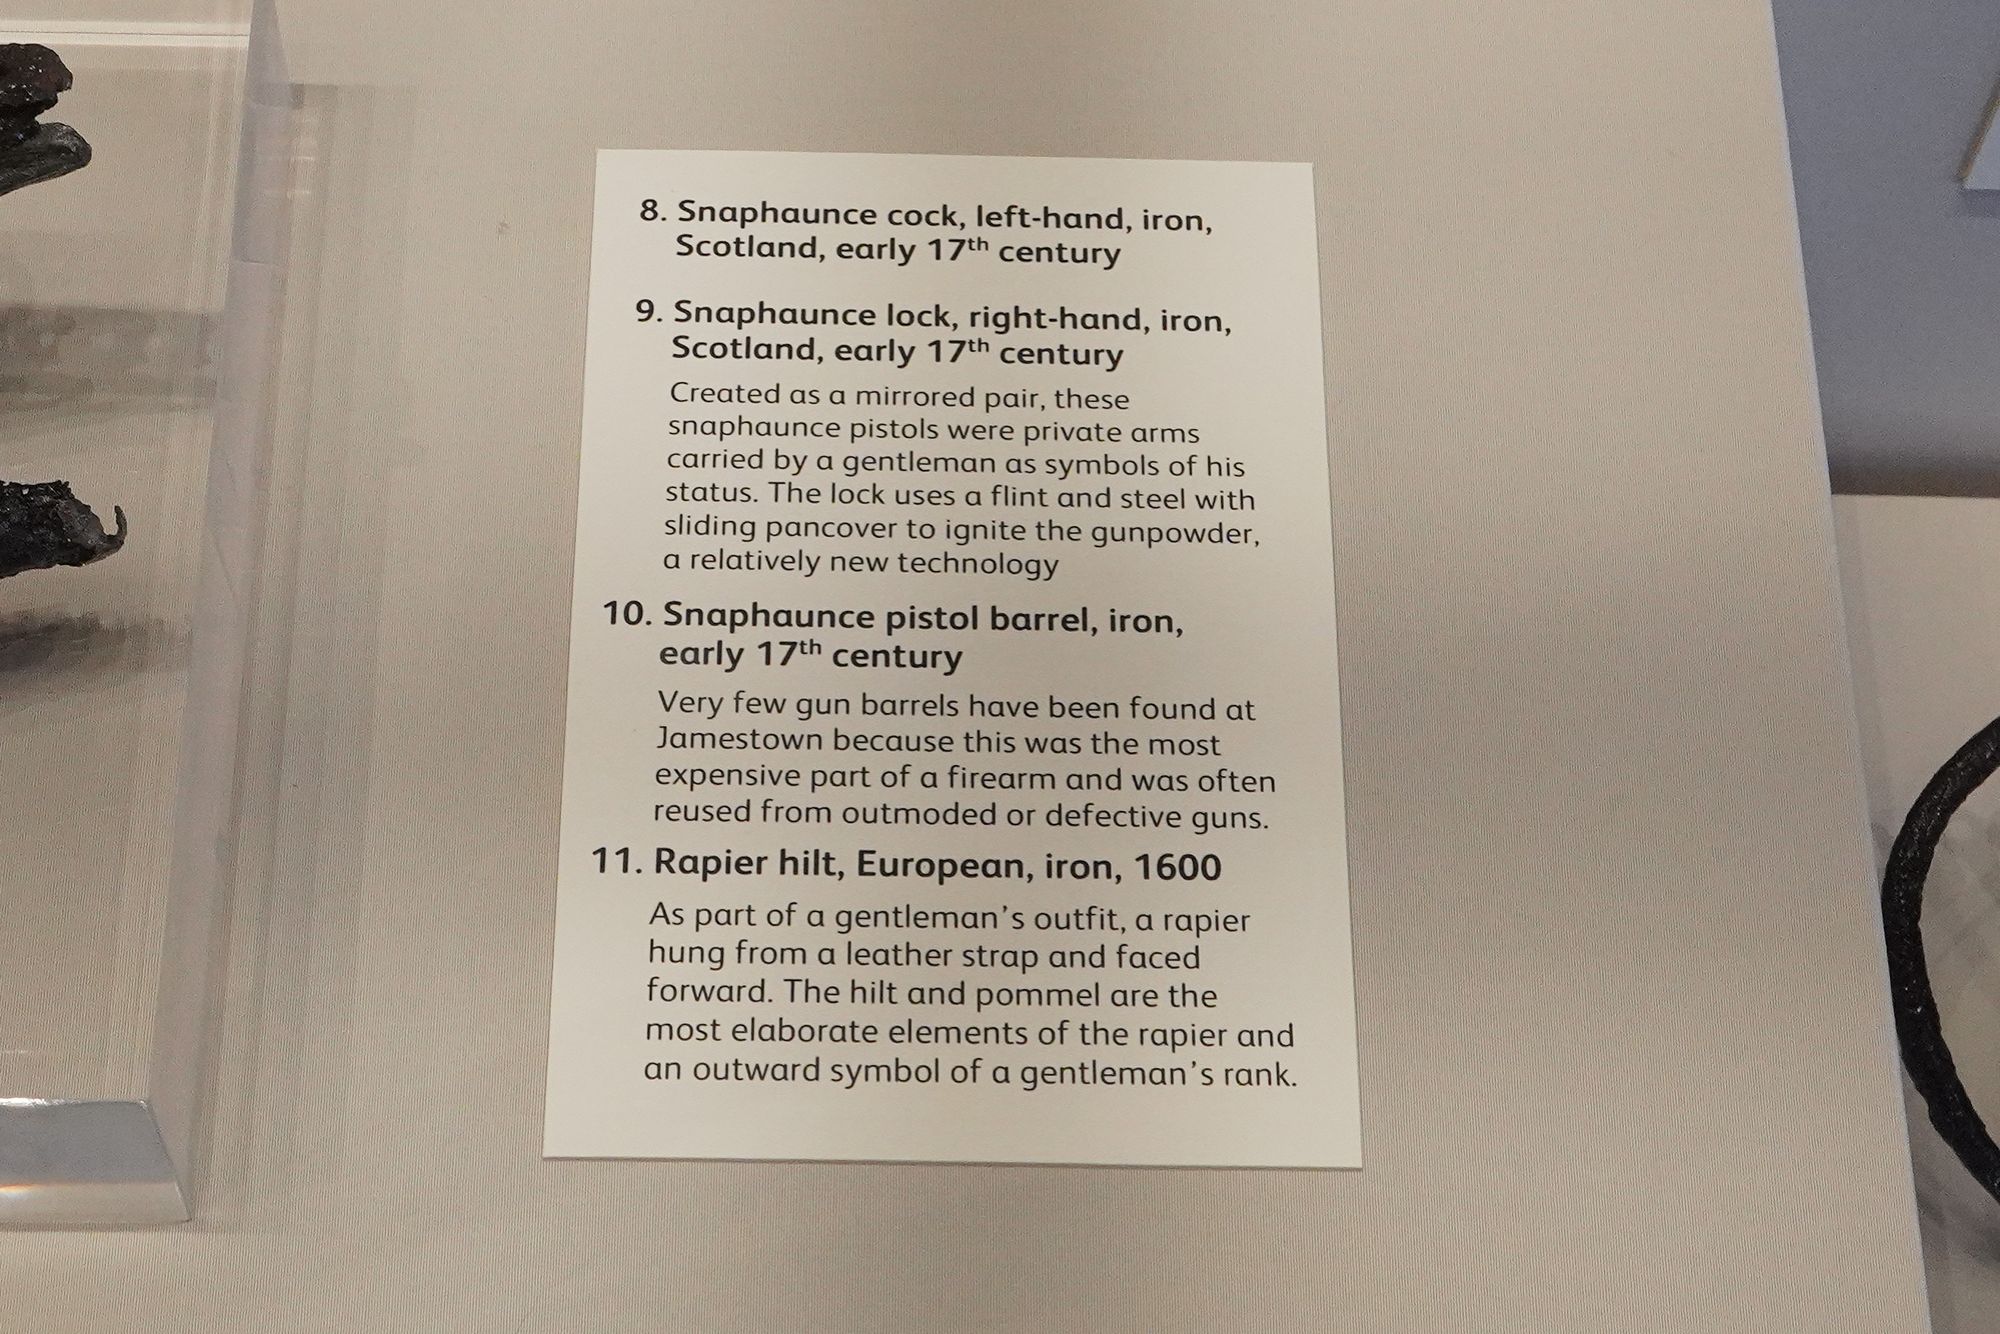 8. Snaphaunce cock, left-hand, iron,
Scotland, early 17th century
9. Snaphaunce lock, right-hand, iron,
Scotland, early 17th century
Created as a mirrored pair, these
snaphaunce pistols were private arms
carried by a gentleman as symbols of his
status. The lock uses a flint and steel with
sliding pancover to ignite the gunpowder,
a relatively new technology
10. Snaphaunce pistol barrel, iron,
early 17th century
Very few gun barrels have been found at
Jamestown because this was the most
expensive part of a firearm and was often
reused from outmoded or defective guns.
11. Rapier hilt, European, iron, 1600
As part of a gentleman's outfit, a rapier
hung from a leather strap and faced
forward. The hilt and pommel are the
most elaborate elements of the rapier and
an outward symbol of a gentleman's rank.